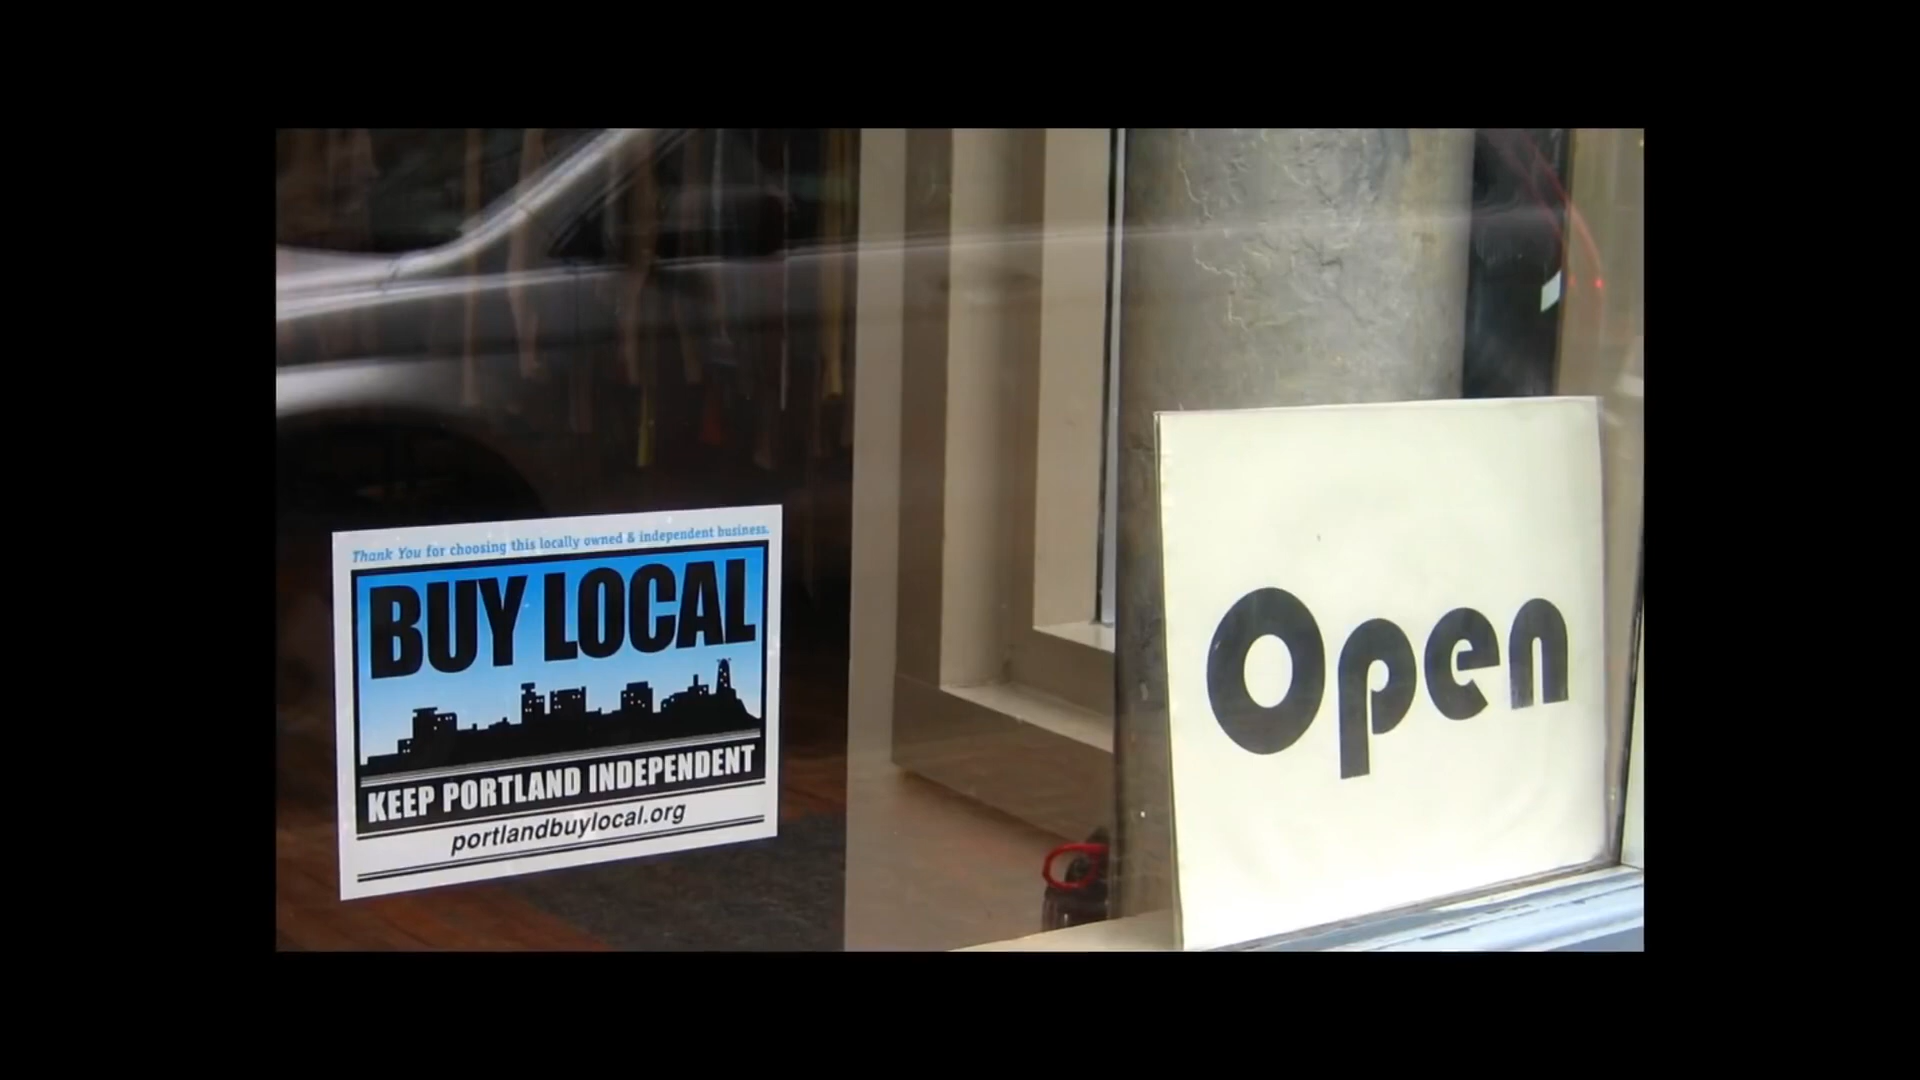 Thank You for choosing this locally owned & independent business.
BUY LOCAL
KEEP PORTLAND INDEPENDENT
portlandbuylocal.org
Open